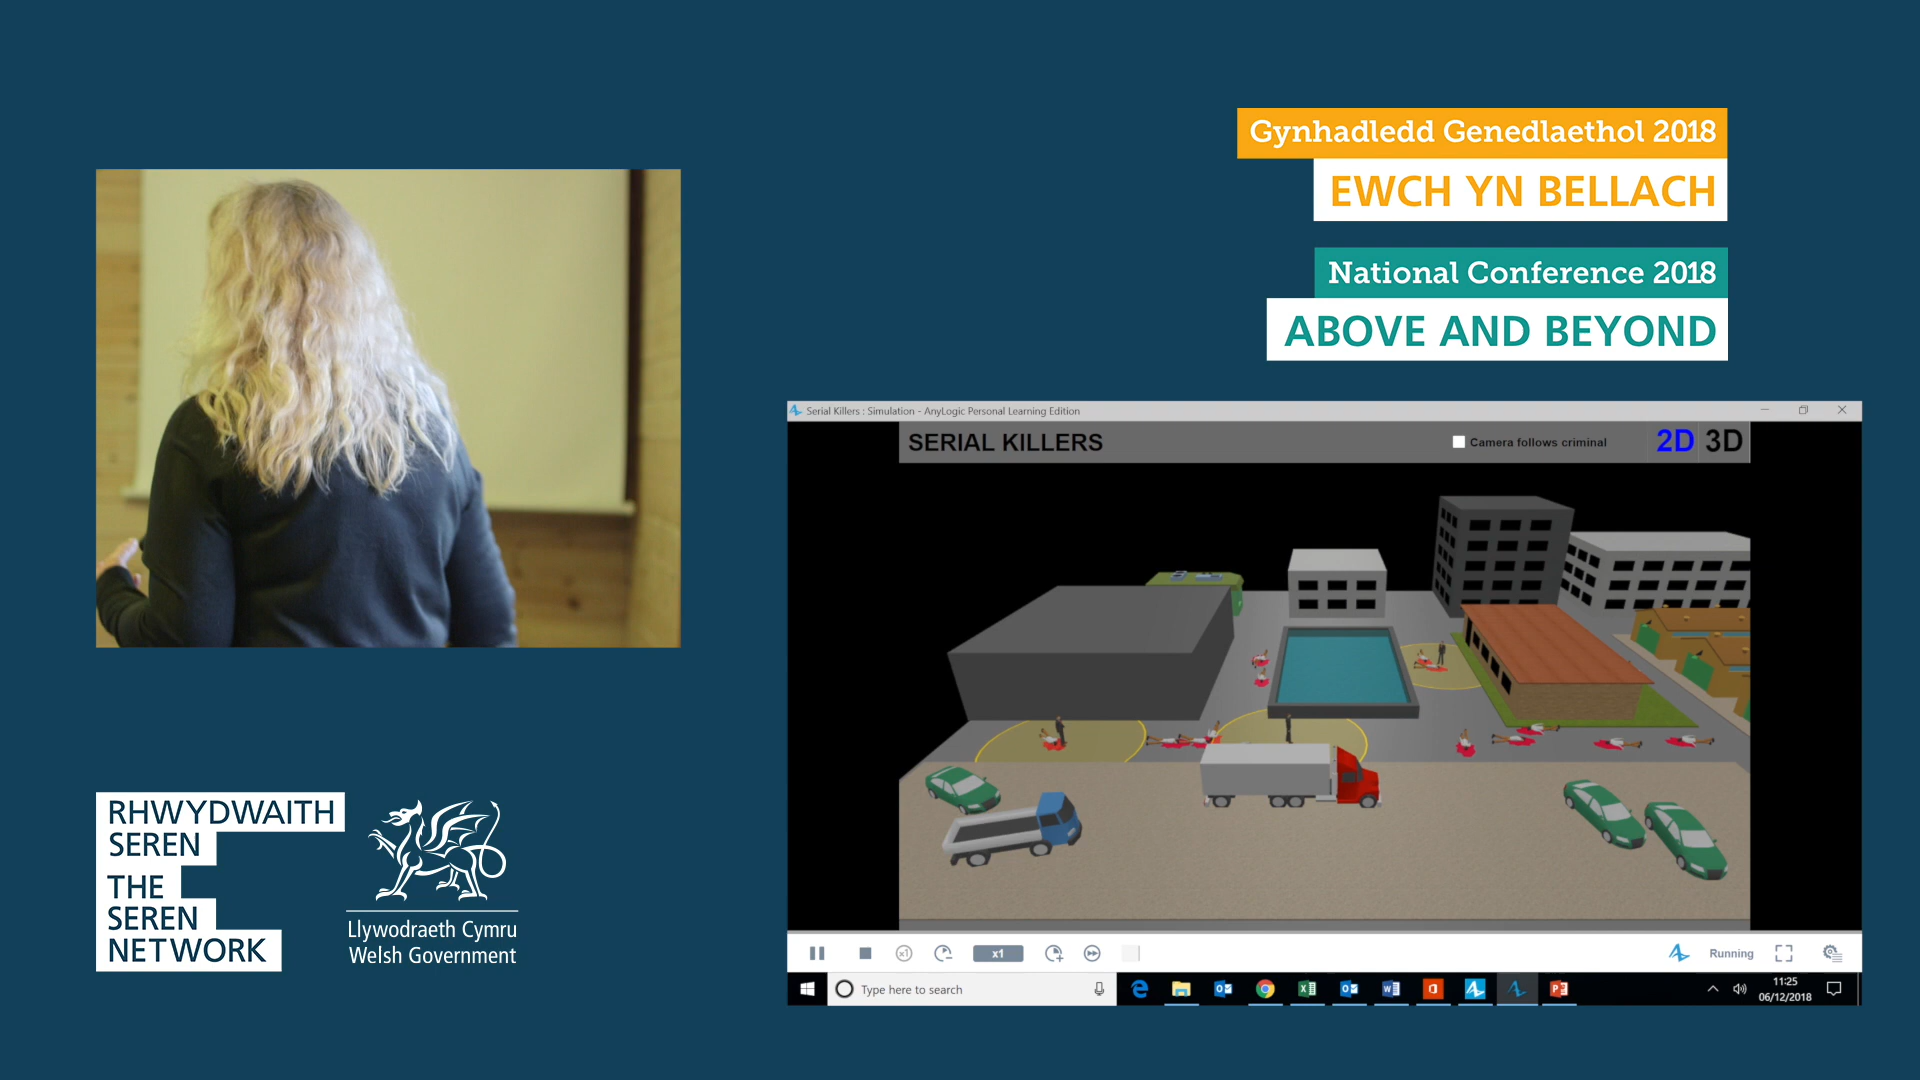 Gynhadledd Genedlaethol 2018
EWCH YN BELLACH
National Conference 2018
ABOVE AND BEYOND
Serial Killers : Simulation - AnyLogic Personal Learning Edition
SERIAL KILLERS
Camera follows criminal
2D 3D
x1
x1
Running
Type here to search
11:25
06/12/2018
RHWYDWAITH
SEREN
THE
SEREN
NETWORK
Llywodraeth Cymru
Welsh Government